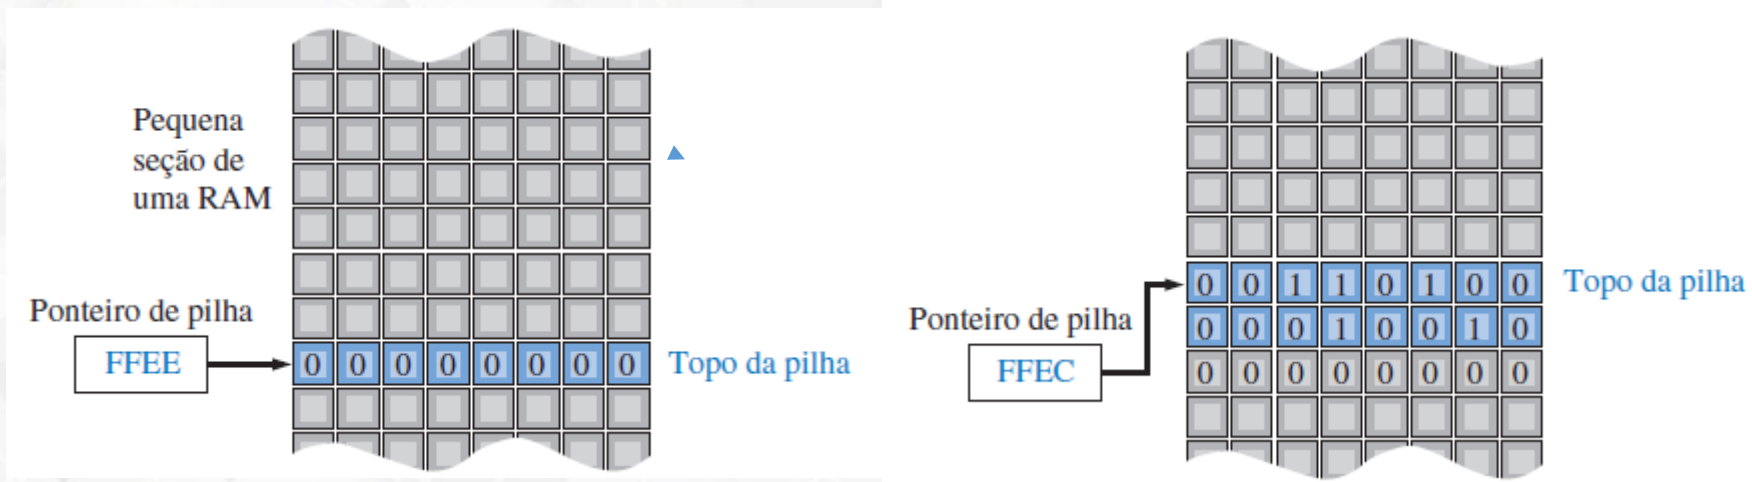 Pequena
seção de
uma RAM
Ponteiro de pilha
FFEE
0 0 0 0 0 0 0 0
Topo da pilha
Ponteiro de pilha
FFEC
0 0 1 1 0 1 0 0
Topo da pilha
0 0 0 1 0 0 1 0
0 0 0 0 0 0 0 0